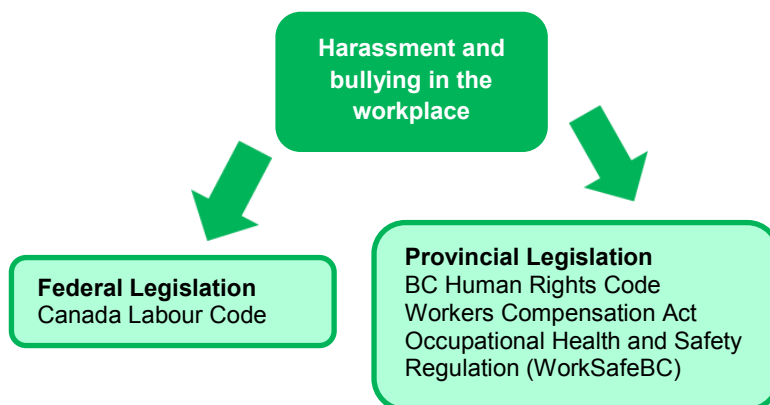 Harassment and
bullying in the
workplace
Federal Legislation
Canada Labour Code
Provincial Legislation
BC Human Rights Code
Workers Compensation Act
Occupational Health and Safety
Regulation (WorkSafeBC)